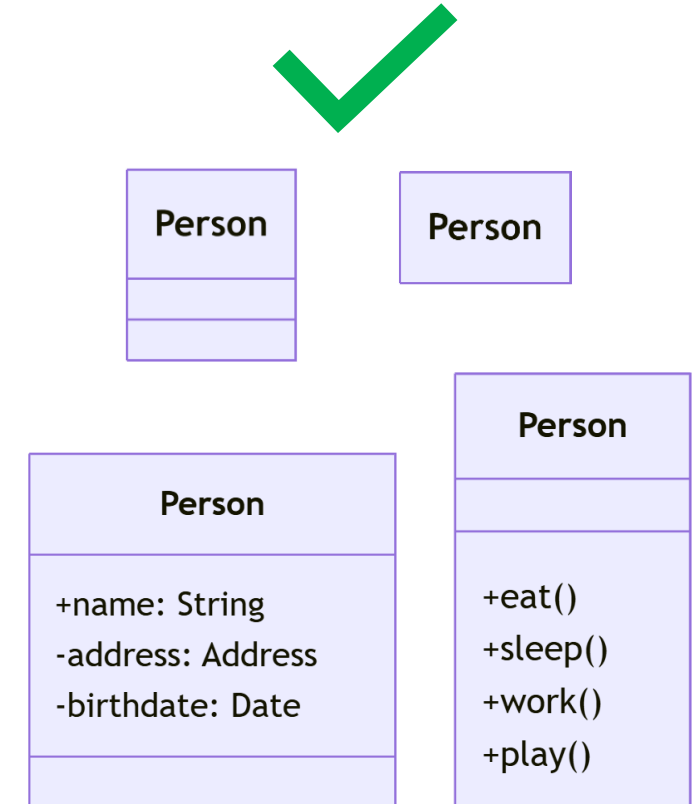 Person
Person
Person
+name: String
-address: Address
-birthdate: Date
Person
+eat()
+sleep()
+work()
+play()